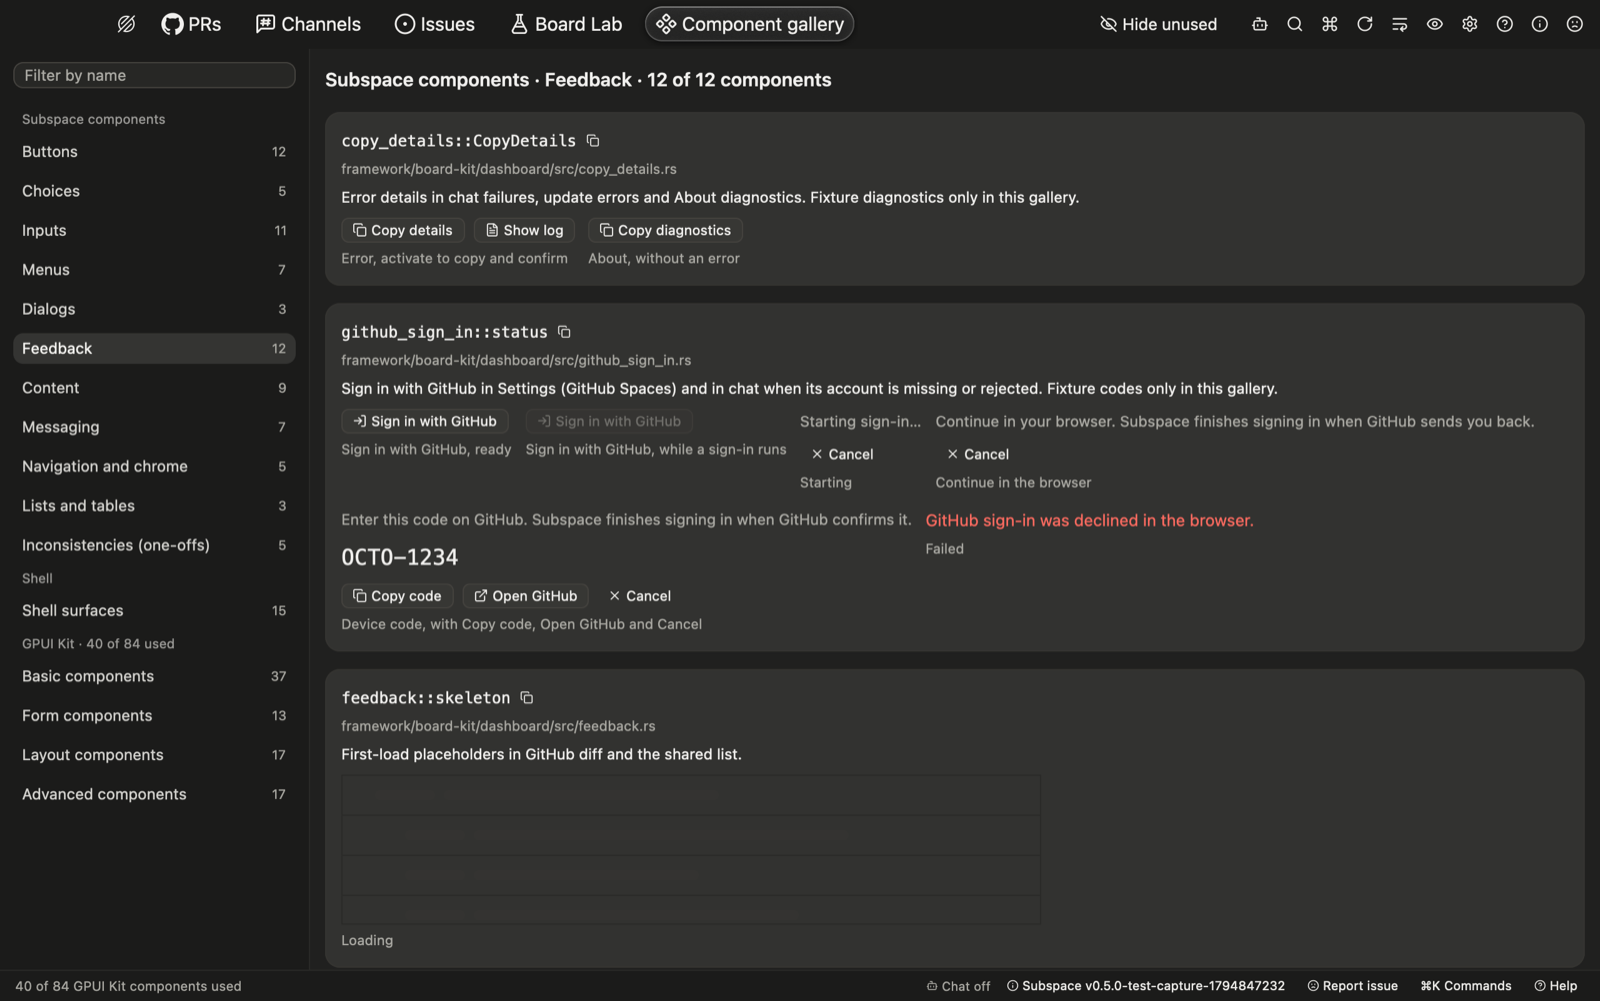 PRs
Channels
Issues
Board Lab
Component gallery
Hide unused
Filter by name
Subspace components
Buttons 12
Choices 5
Inputs 11
Menus 7
Dialogs 3
Feedback 12
Content 9
Messaging 7
Navigation and chrome 5
Lists and tables 3
Inconsistencies (one-offs) 5
Shell
Shell surfaces 15
GPUI Kit · 40 of 84 used
Basic components 37
Form components 13
Layout components 17
Advanced components 17
Subspace components · Feedback · 12 of 12 components
copy_details::CopyDetails
framework/board-kit/dashboard/src/copy_details.rs
Error details in chat failures, update errors and About diagnostics. Fixture diagnostics only in this gallery.
Copy details Show log Copy diagnostics
Error, activate to copy and confirm About, without an error
github_sign_in::status
framework/board-kit/dashboard/src/github_sign_in.rs
Sign in with GitHub in Settings (GitHub Spaces) and in chat when its account is missing or rejected. Fixture codes only in this gallery.
Sign in with GitHub
Sign in with GitHub, ready
Sign in with GitHub
Sign in with GitHub, while a sign-in runs
Starting sign-in...
Cancel
Starting
Continue in your browser. Subspace finishes signing in when GitHub sends you back.
Cancel
Continue in the browser
Enter this code on GitHub. Subspace finishes signing in when GitHub confirms it.
OCTO-1234
Copy code Open GitHub Cancel
Device code, with Copy code, Open GitHub and Cancel
GitHub sign-in was declined in the browser.
Failed
feedback::skeleton
framework/board-kit/dashboard/src/feedback.rs
First-load placeholders in GitHub diff and the shared list.
Loading
40 of 84 GPUI Kit components used
Chat off
Subspace v0.5.0-test-capture-1794847232
Report issue
⌘K Commands
Help